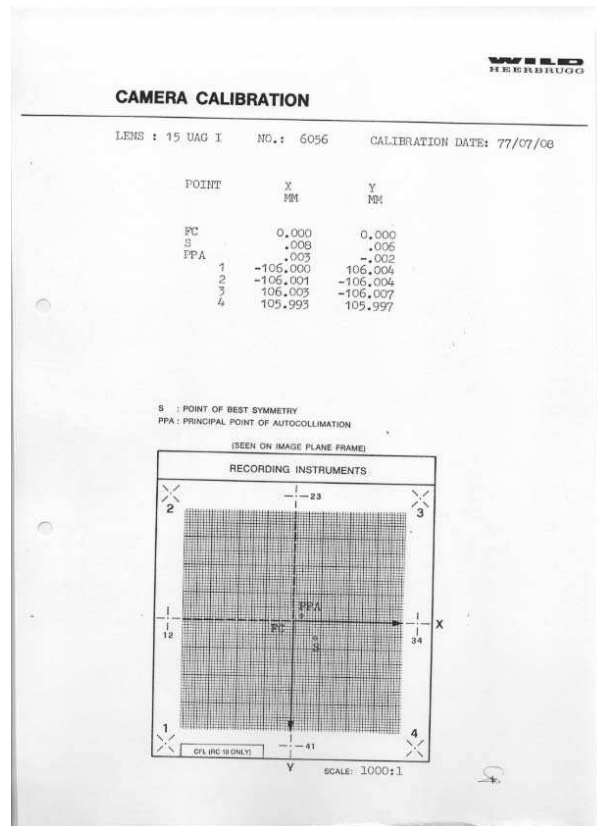 WILD
HEERBRUGG
CAMERA CALIBRATION
LENS : 15 UAG I NO.: 6056 CALIBRATION DATE: 77/07/08
POINT X Y
MM MM
FC 0.000 0.000
S .008 .006
PPA .003 -.002
1 -106.000 106.004
2 -106.001 -106.004
3 106.003 -106.007
4 105.993 105.997
S : POINT OF BEST SYMMETRY
PPA : PRINCIPAL POINT OF AUTOCOLLIMATION
(SEEN ON IMAGE PLANE FRAME)
RECORDING INSTRUMENTS
2 23 3
PPA
FC
12 34 X
S
1 41 4
CFL (RC 10 ONLY)
Y SCALE: 1000:1